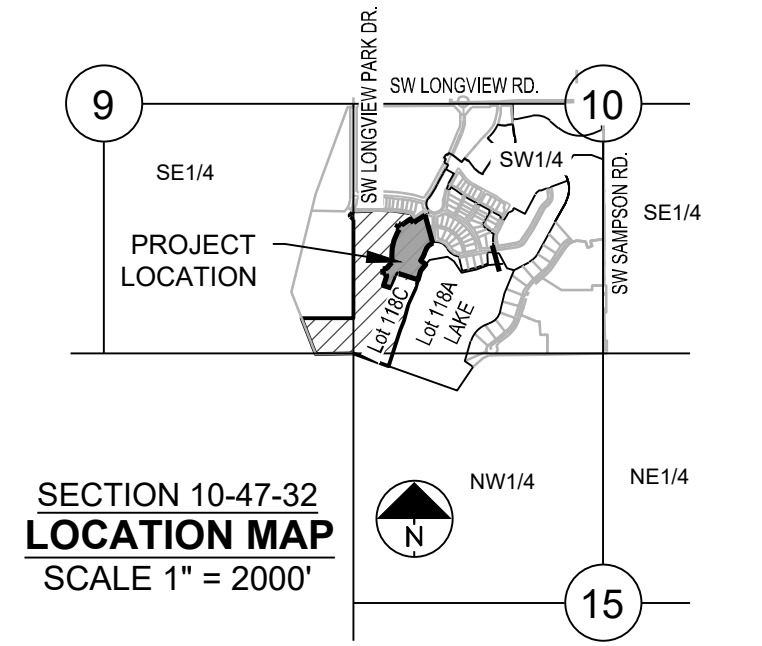 SW LONGVIEW PARK DR.
SW LONGVIEW RD.
9
10
SE1/4
SW1/4
SE1/4
SW SAMPSON RD.
PROJECT
LOCATION
Lot 118C
Lot 118A
LAKE
SECTION 10-47-32
LOCATION MAP
SCALE 1" = 2000'
N
NW1/4
NE1/4
15